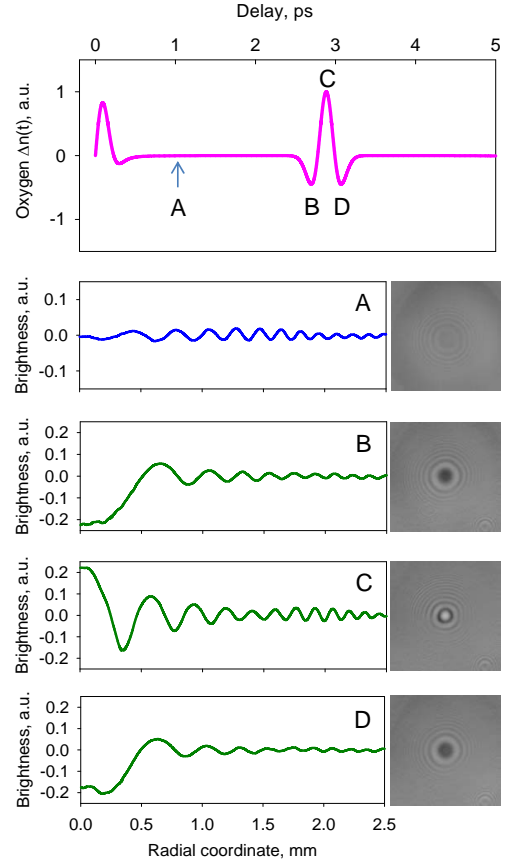 Delay, ps
0 1 2 3 4 5
Oxygen Δn(t), a.u.
1
0
-1
A
B
C
D
Brightness, a.u.
0.1
0.0
-0.1
A
Brightness, a.u.
0.2
0.1
0.0
-0.1
-0.2
B
Brightness, a.u.
0.2
0.1
0.0
-0.1
-0.2
C
Brightness, a.u.
0.2
0.1
0.0
-0.1
-0.2
D
0.0 0.5 1.0 1.5 2.0 2.5
Radial coordinate, mm